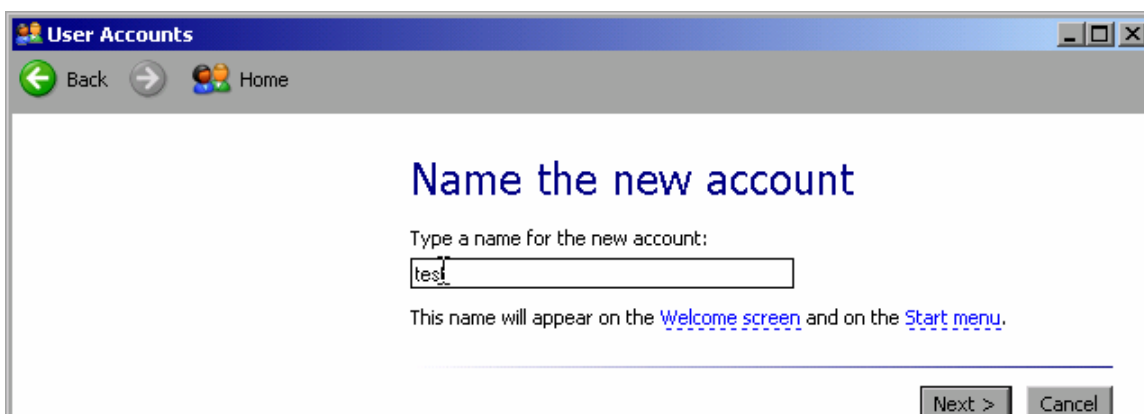 User Accounts
Back Home
Name the new account
Type a name for the new account:
test
This name will appear on the Welcome screen and on the Start menu.
Next > Cancel